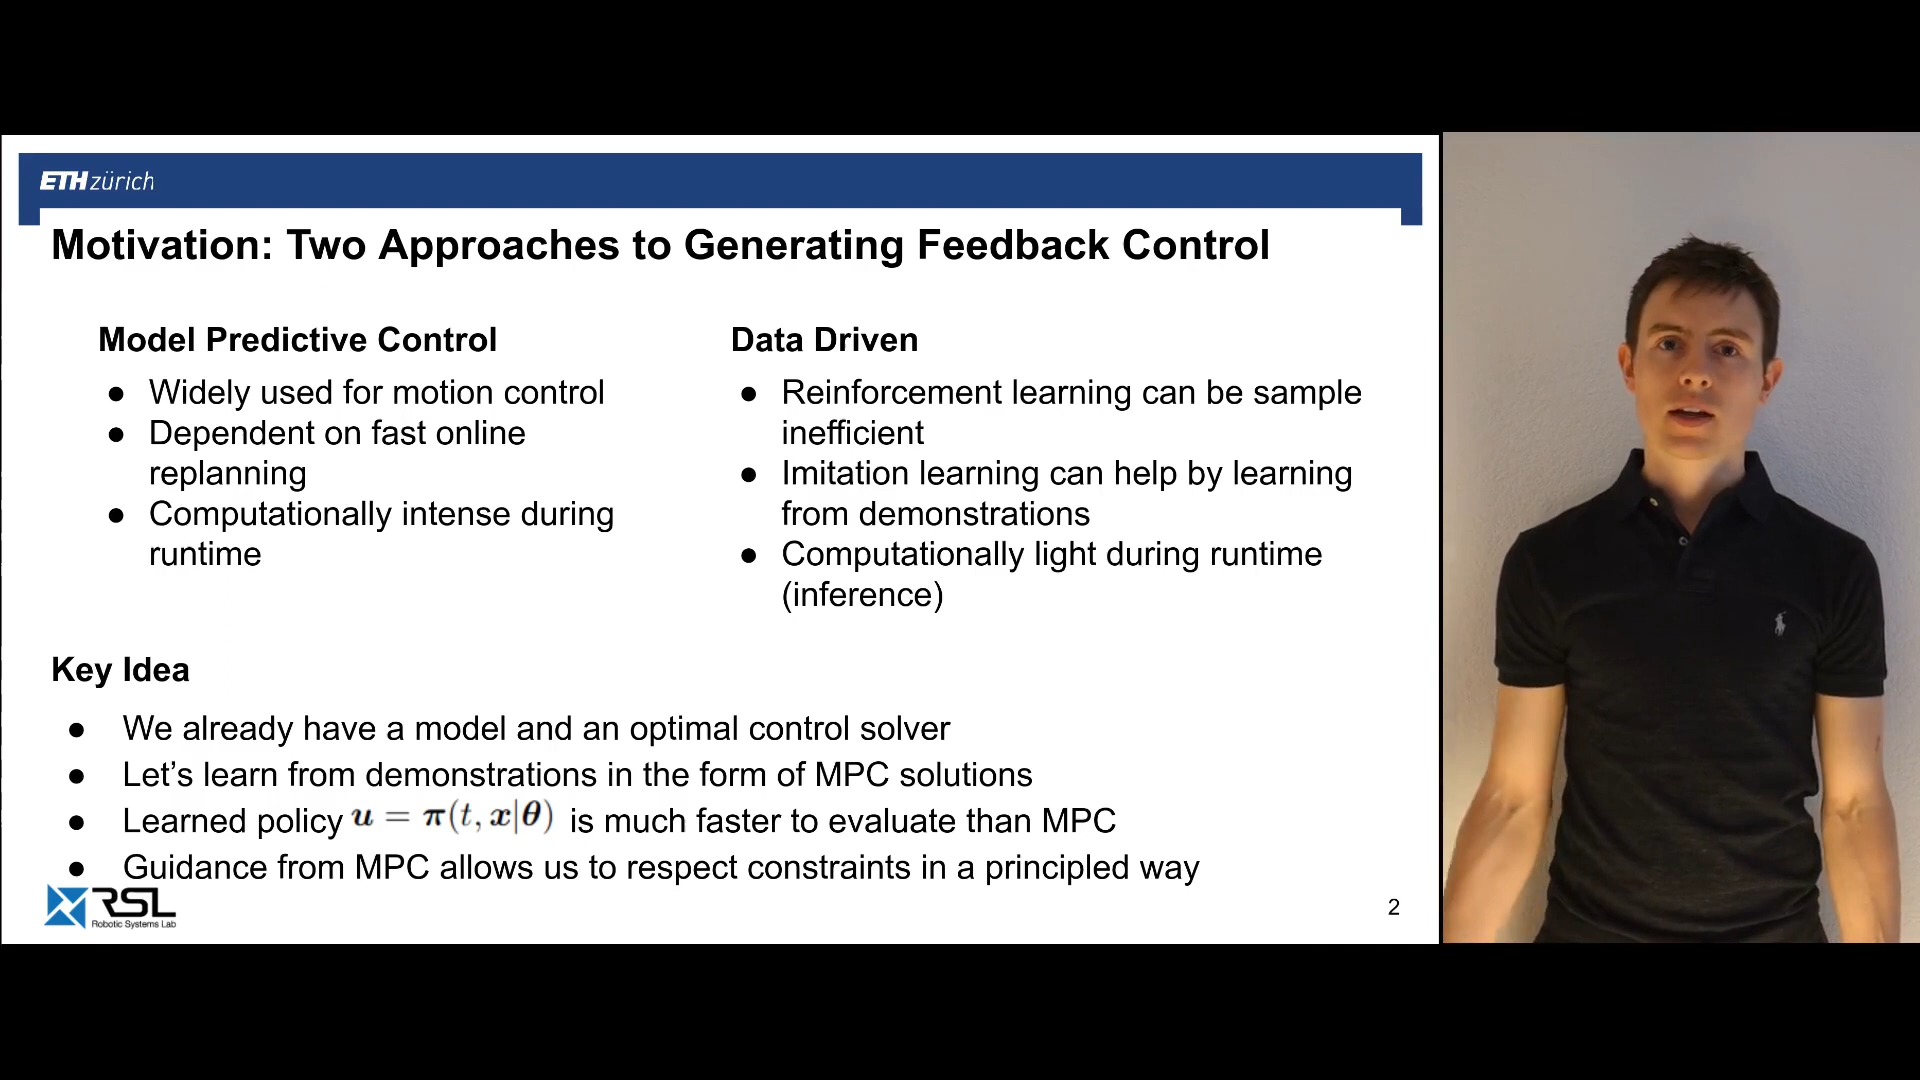 ETH zürich
Motivation: Two Approaches to Generating Feedback Control
Model Predictive Control
● Widely used for motion control
● Dependent on fast online
replanning
● Computationally intense during
runtime
Data Driven
● Reinforcement learning can be sample
inefficient
● Imitation learning can help by learning
from demonstrations
● Computationally light during runtime
(inference)
Key Idea
● We already have a model and an optimal control solver
● Let's learn from demonstrations in the form of MPC solutions
● Learned policy u = π(t, x|θ) is much faster to evaluate than MPC
● Guidance from MPC allows us to respect constraints in a principled way
RSL
Robotic Systems Lab
2